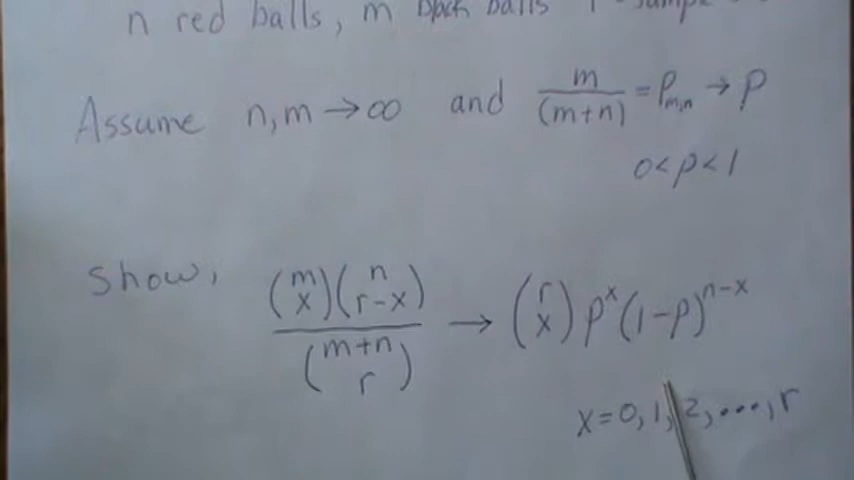 n red balls, m black balls r
Assume n,m → ∞ and m/(m+n) = P_{m,n} → p
0<p<1
Show, (m x)(n r-x) / (m+n r) → (r x) p^x (1-p)^{n-x}
x=0,1,2,...,r